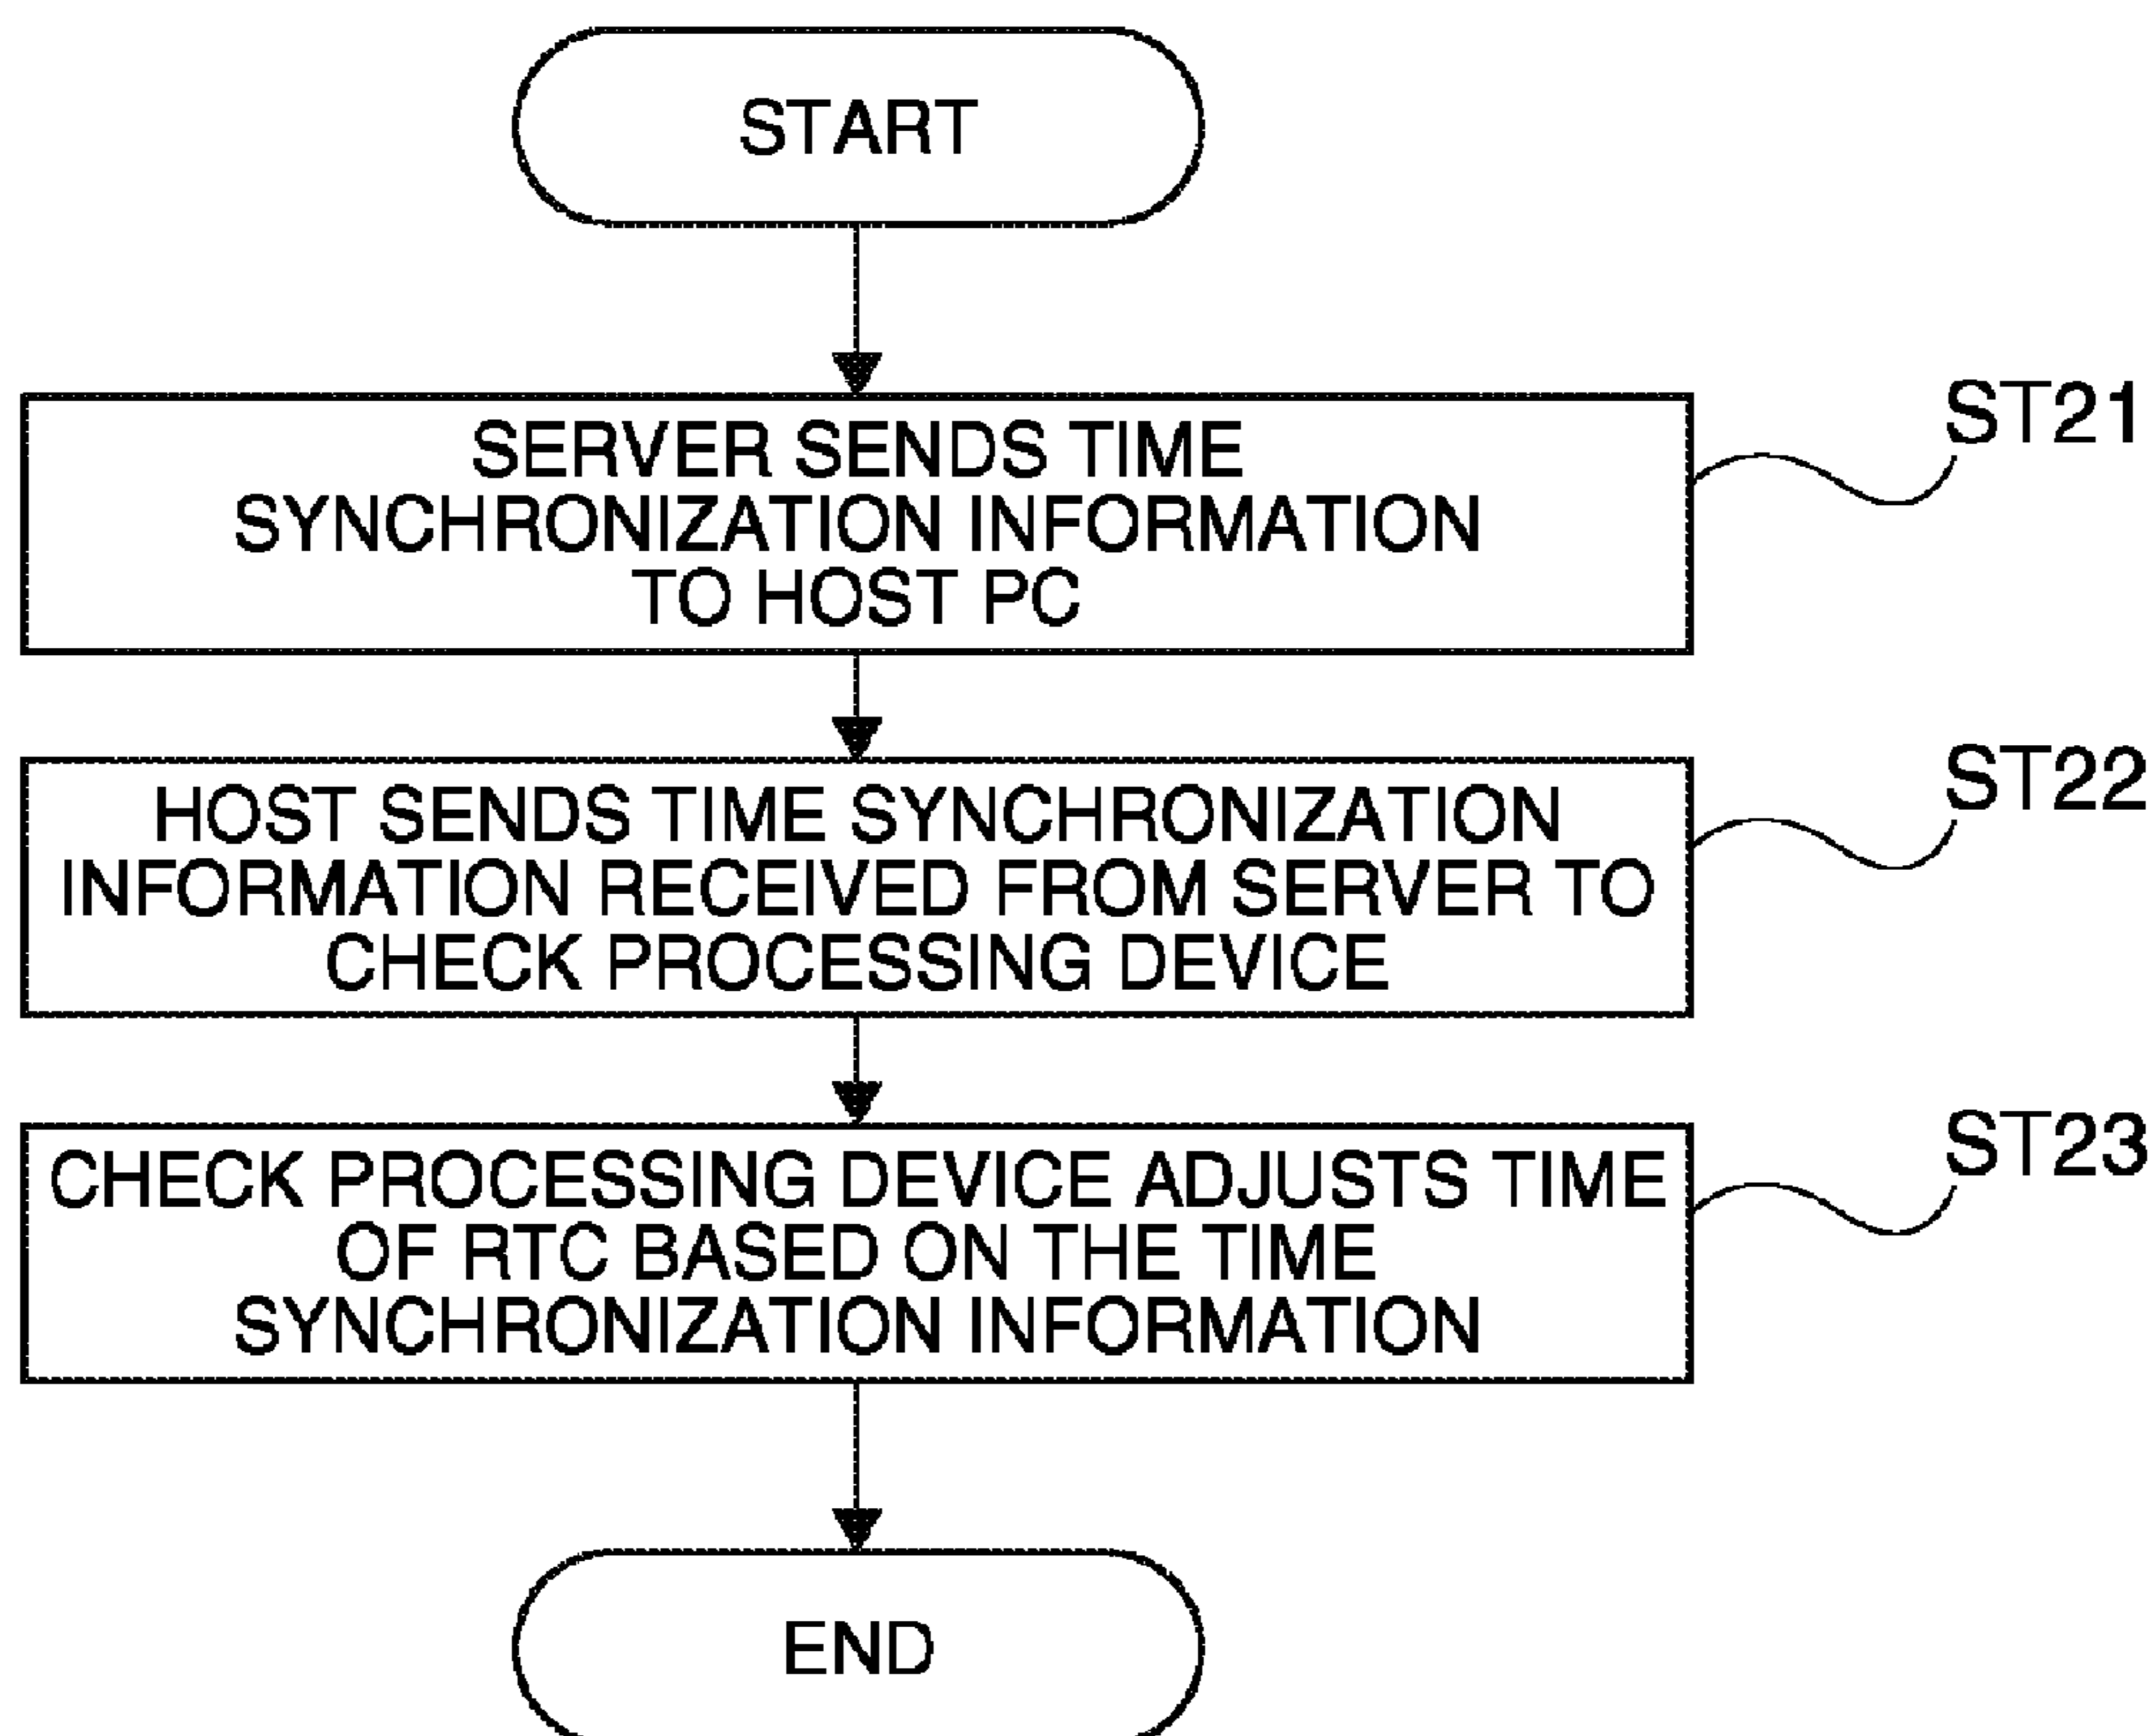 START
SERVER SENDS TIME
SYNCHRONIZATION INFORMATION
TO HOST PC
ST21
HOST SENDS TIME SYNCHRONIZATION
INFORMATION RECEIVED FROM SERVER TO
CHECK PROCESSING DEVICE
ST22
CHECK PROCESSING DEVICE ADJUSTS TIME
OF RTC BASED ON THE TIME
SYNCHRONIZATION INFORMATION
ST23
END